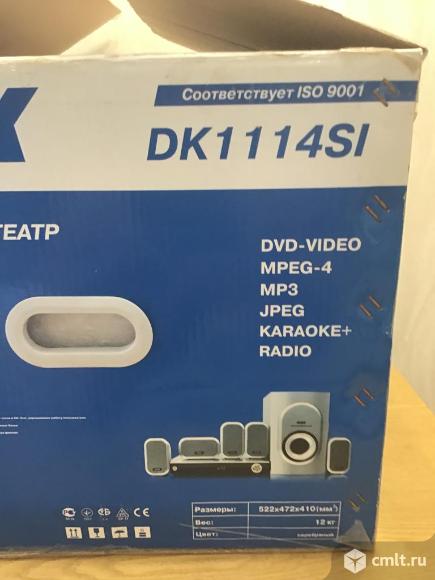 Соответствует ISO 9001
DK1114SI
ТЕАТР
DVD-VIDEO
MPEG-4
MP3
JPEG
KARAOKE+
RADIO
Размеры: 522x472x410(мм³)
Вес: 12 кг
Цвет: серебряный
cmlt.ru